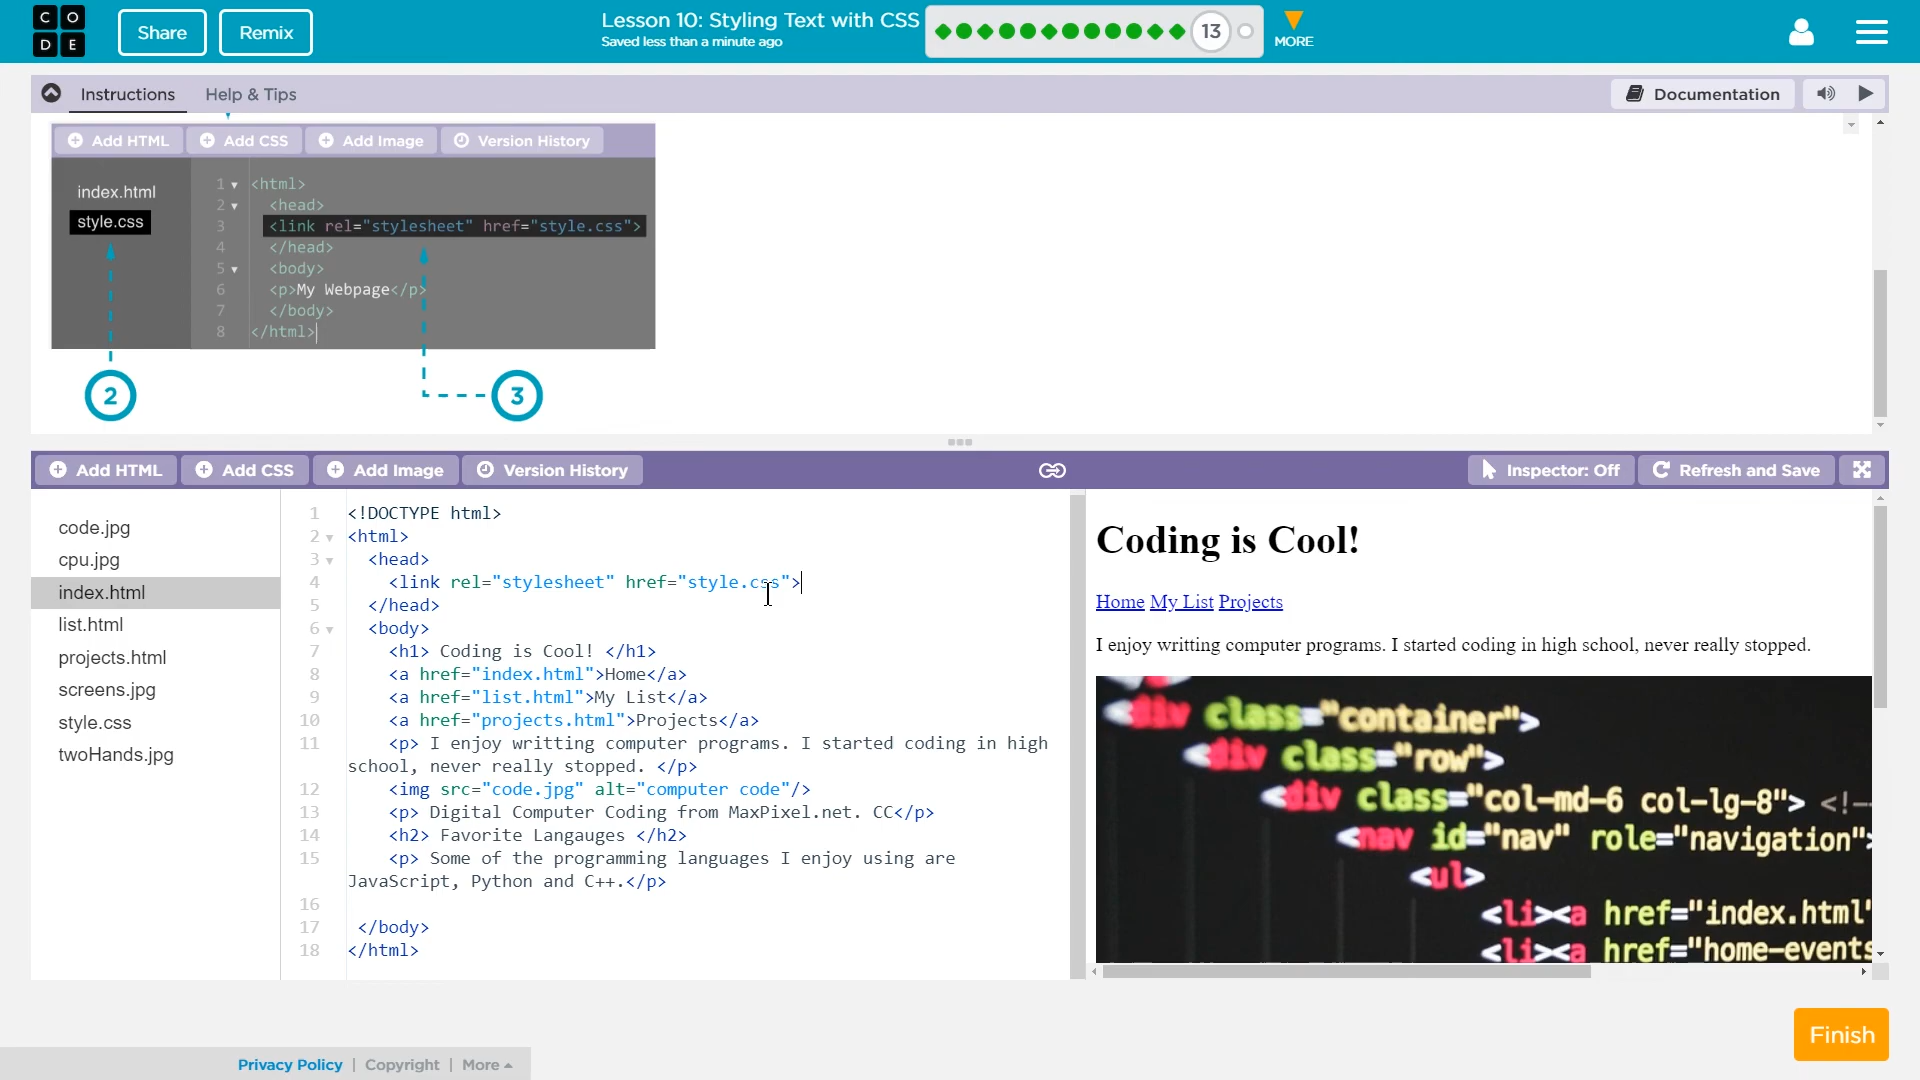 CODE
Share
Remix
Lesson 10: Styling Text with CSS
Saved less than a minute ago
13
MORE
Instructions
Help & Tips
Documentation
Add HTML
Add CSS
Add Image
Version History
index.html
style.css
1 <html>
2 <head>
3 <link rel="stylesheet" href="style.css">
4 </head>
5 <body>
6 <p>My Webpage</p>
7 </body>
8 </html>
2
3
Add HTML
Add CSS
Add Image
Version History
Inspector: Off
Refresh and Save
code.jpg
cpu.jpg
index.html
list.html
projects.html
screens.jpg
style.css
twoHands.jpg
1 <!DOCTYPE html>
2 <html>
3 <head>
4 <link rel="stylesheet" href="style.css">
5 </head>
6 <body>
7 <h1> Coding is Cool! </h1>
8 <a href="index.html">Home</a>
9 <a href="list.html">My List</a>
10 <a href="projects.html">Projects</a>
11 <p> I enjoy writting computer programs. I started coding in high
school, never really stopped. </p>
12 <img src="code.jpg" alt="computer code"/>
13 <p> Digital Computer Coding from MaxPixel.net. CC</p>
14 <h2> Favorite Langauges </h2>
15 <p> Some of the programming languages I enjoy using are
JavaScript, Python and C++.</p>
16
17 </body>
18 </html>
Coding is Cool!
Home My List Projects
I enjoy writting computer programs. I started coding in high school, never really stopped.
<div class="container">
<div class="row">
<div class="col-md-6 col-lg-8"> <!--
<nav id="nav" role="navigation">
<ul>
<li><a href="index.html"
<li><a href="home-events
Finish
Privacy Policy | Copyright | More